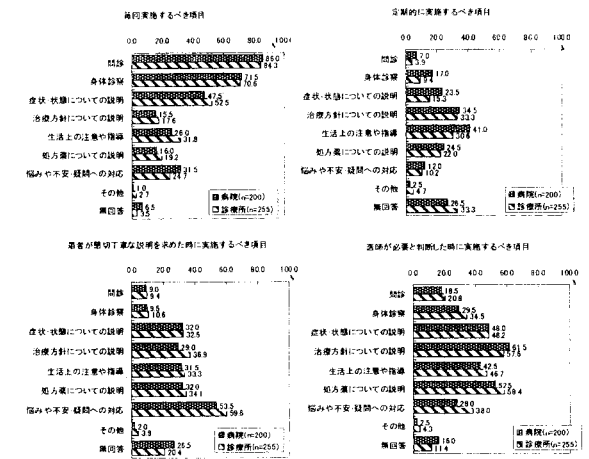 毎回実施するべき項目
0.0 20.0 40.0 60.0 80.0 100.0
問診 86.0 84.3
身体診察 71.5 70.6
症状・状態についての説明 47.5 52.5
治療方針についての説明 15.5 17.6
生活上の注意や指導 26.0 31.8
処方薬についての説明 16.0 19.2
悩みや不安・疑問への対応 31.5 24.7
その他 1.0 2.7
無回答 6.5 3.5
病院(n=200)
診療所(n=255)
定期的に実施するべき項目
0.0 20.0 40.0 60.0 80.0 100.0
問診 7.0 3.9
身体診察 17.0 9.4
症状・状態についての説明 23.5 15.3
治療方針についての説明 34.5 33.3
生活上の注意や指導 41.0 30.6
処方薬についての説明 24.5 22.0
悩みや不安・疑問への対応 12.0 10.2
その他 2.5 4.7
無回答 26.5 33.3
病院(n=200)
診療所(n=255)
患者が懇切丁寧な説明を求めた時に実施するべき項目
0.0 20.0 40.0 60.0 80.0 100.0
問診 9.0 9.4
身体診察 9.5 10.6
症状・状態についての説明 32.0 32.5
治療方針についての説明 29.0 36.9
生活上の注意や指導 31.5 33.3
処方薬についての説明 32.0 34.1
悩みや不安・疑問への対応 53.5 59.6
その他 2.0 3.9
無回答 26.5 20.4
病院(n=200)
診療所(n=255)
医師が必要と判断した時に実施するべき項目
0.0 20.0 40.0 60.0 80.0 100.0
問診 18.5 20.8
身体診察 29.5 34.5
症状・状態についての説明 48.0 48.2
治療方針についての説明 61.5 57.6
生活上の注意や指導 42.5 46.7
処方薬についての説明 52.5 58.4
悩みや不安・疑問への対応 28.0 38.0
その他 2.5 4.3
無回答 16.0 11.4
病院(n=200)
診療所(n=255)